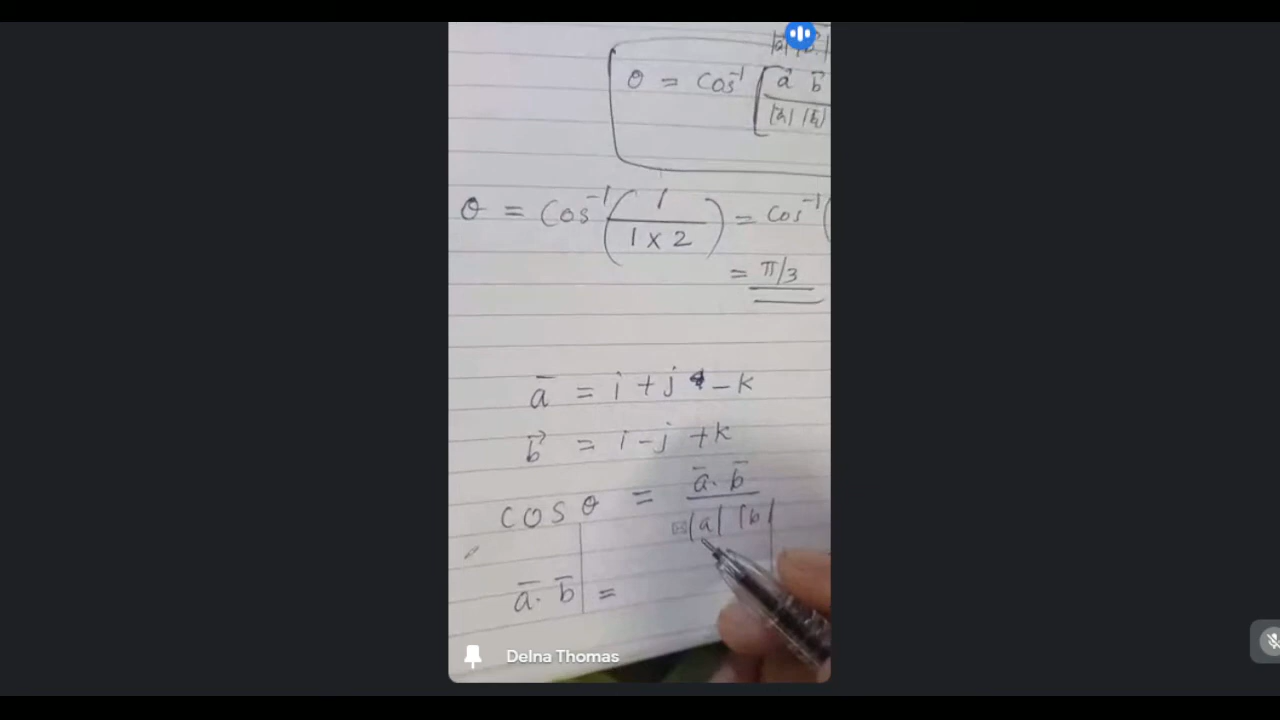 |a| |b|
θ = Cos⁻¹ [ a⃗ b⃗
|a| |b|
θ = Cos⁻¹ ( 1 / 1 × 2 ) = Cos⁻¹ (
= π/3
a̅ = i + j - k
b⃗ = i - j + k
cos θ = a̅ . b̅ / |a| |b|
a̅ . b̅ =
Delna Thomas